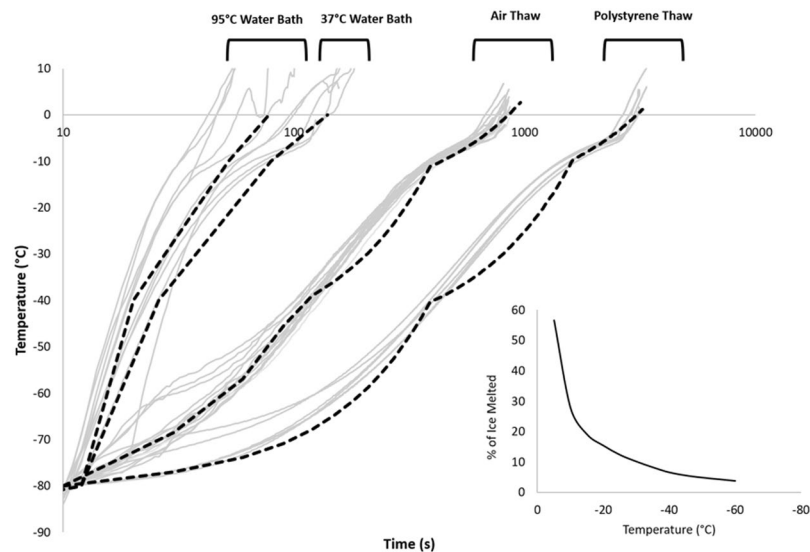 95°C Water Bath 37°C Water Bath Air Thaw Polystyrene Thaw
10
0
10 100 1000 10000
-10
-20
-30
-40
-50
-60
-70
-80
-90
Temperature (°C)
Time (s)
60
50
40
30
20
10
0
% of Ice Melted
0 -20 -40 -60 -80
Temperature (°C)